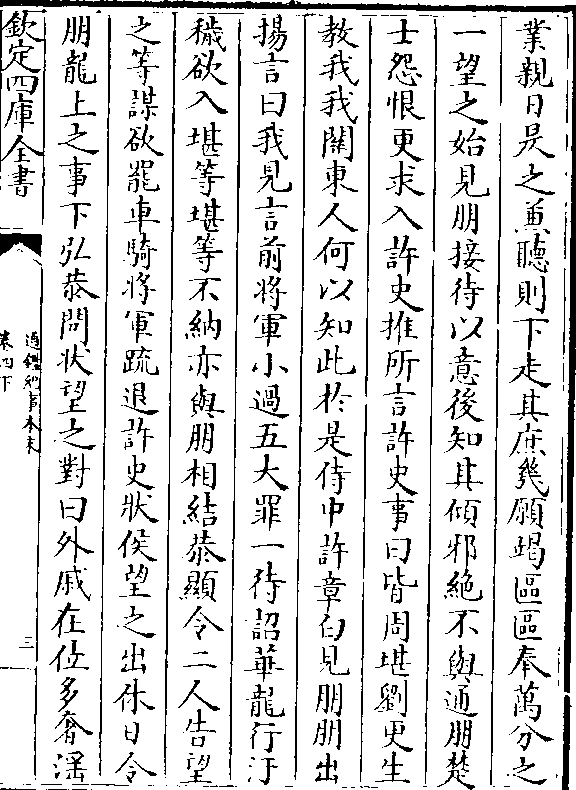 業親日昃之兼聽則下走其庶幾願竭區區奉萬分之
一望之始見朋接待以意後知其傾邪絶不與通朋楚
士怨恨更求入許史推所言許史事曰皆周堪劉更生
教我我關東人何以知此於是侍中許章白見朋朋出
揚言曰我見言前將軍小過五大罪一待詔華龍行汙
穢欲入堪等堪等不納亦與朋相結恭顯令二人告望
之等謀欲罷車騎將軍疏退許史狀侯望之出休日令
朋龍上之事下弘恭問狀望之對曰外戚在位多奢淫
欽定四庫全書
通鑑紀事本末
卷四下
三